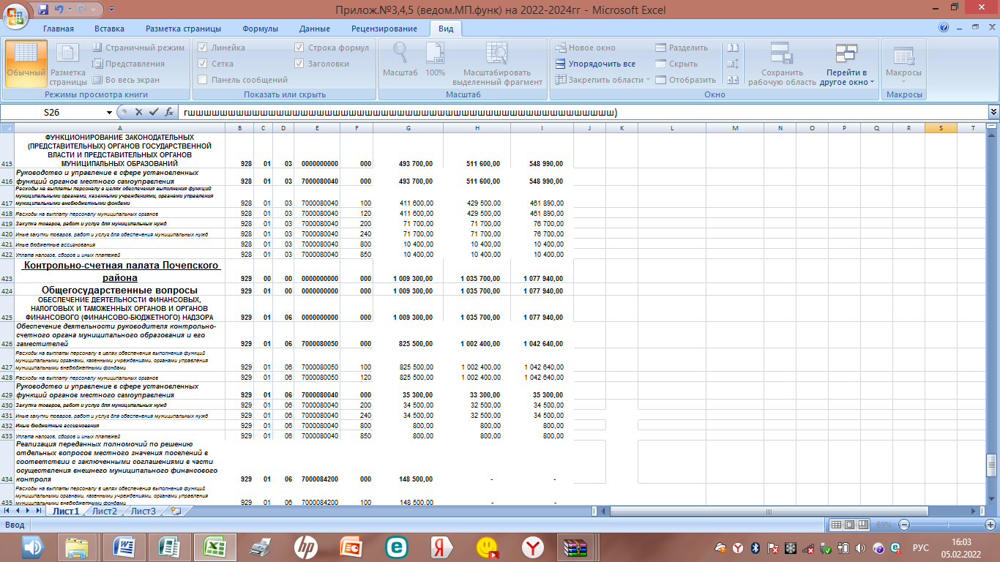 Прилож.№3,4,5 (ведом.МП.функ) на 2022-2024гг - Microsoft Excel
Главная Вставка Разметка страницы Формулы Данные Рецензирование Вид
Обычный Разметка страницы Страничный режим Представления Во весь экран
Режимы просмотра книги
Линейка Строка формул
Сетка Заголовки
Панель сообщений
Показать или скрыть
Масштаб 100% Масштабировать выделенный фрагмент
Масштаб
Новое окно Разделить
Упорядочить все Скрыть
Закрепить области Отобразить
Сохранить рабочую область Перейти в другое окно
Окно
Макросы
Макросы
S26
A B C D E F G H I J K L M N O P Q R S T
ФУНКЦИОНИРОВАНИЕ ЗАКОНОДАТЕЛЬНЫХ
(ПРЕДСТАВИТЕЛЬНЫХ) ОРГАНОВ ГОСУДАРСТВЕННОЙ
ВЛАСТИ И ПРЕДСТАВИТЕЛЬНЫХ ОРГАНОВ
415 МУНИЦИПАЛЬНЫХ ОБРАЗОВАНИЙ 928 01 03 0000000000 000 493 700,00 511 600,00 548 990,00
Руководство и управление в сфере установленных
416 функций органов местного самоуправления 928 01 03 7000080040 000 493 700,00 511 600,00 548 990,00
Расходы на выплаты персоналу в целях обеспечения выполнения функций
муниципальными органами, казенными учреждениями, органами управления
417 муниципальными внебюджетными фондами 928 01 03 7000080040 100 411 600,00 429 500,00 461 890,00
418 Расходы на выплаты персоналу муниципальных органов 928 01 03 7000080040 120 411 600,00 429 500,00 461 890,00
419 Закупка товаров, работ и услуг для муниципальных нужд 928 01 03 7000080040 200 71 700,00 71 700,00 76 700,00
420 Иные закупки товаров, работ и услуг для обеспечения муниципальных нужд 928 01 03 7000080040 240 71 700,00 71 700,00 76 700,00
421 Иные бюджетные ассигнования 928 01 03 7000080040 800 10 400,00 10 400,00 10 400,00
422 Уплата налогов, сборов и иных платежей 928 01 03 7000080040 850 10 400,00 10 400,00 10 400,00
Контрольно-счетная палата Почепского
423 района 929 00 00 0000000000 000 1 009 300,00 1 035 700,00 1 077 940,00
424 Общегосударственные вопросы 929 01 00 0000000000 000 1 009 300,00 1 035 700,00 1 077 940,00
ОБЕСПЕЧЕНИЕ ДЕЯТЕЛЬНОСТИ ФИНАНСОВЫХ,
НАЛОГОВЫХ И ТАМОЖЕННЫХ ОРГАНОВ И ОРГАНОВ
425 ФИНАНСОВОГО (ФИНАНСОВО-БЮДЖЕТНОГО) НАДЗОРА 929 01 06 0000000000 000 1 009 300,00 1 035 700,00 1 077 940,00
Обеспечение деятельности руководителя контрольно-
счетного органа муниципального образования и его
426 заместителей 929 01 06 7000080050 000 825 500,00 1 002 400,00 1 042 640,00
Расходы на выплаты персоналу в целях обеспечения выполнения функций
муниципальными органами, казенными учреждениями, органами управления
427 муниципальными внебюджетными фондами 929 01 06 7000080050 100 825 500,00 1 002 400,00 1 042 640,00
428 Расходы на выплаты персоналу муниципальных органов 929 01 06 7000080050 120 825 500,00 1 002 400,00 1 042 640,00
Руководство и управление в сфере установленных
429 функций органов местного самоуправления 929 01 06 7000080040 000 35 300,00 33 300,00 35 300,00
430 Закупка товаров, работ и услуг для муниципальных нужд 929 01 06 7000080040 200 34 500,00 32 500,00 34 500,00
431 Иные закупки товаров, работ и услуг для обеспечения муниципальных нужд 929 01 06 7000080040 240 34 500,00 32 500,00 34 500,00
432 Иные бюджетные ассигнования 929 01 06 7000080040 800 800,00 800,00 800,00
433 Уплата налогов, сборов и иных платежей 929 01 06 7000080040 850 800,00 800,00 800,00
Реализация переданных полномочий по решению
отдельных вопросов местного значения поселений в
соответствии с заключенными соглашениями в части
осуществления внешнего муниципального финансового
434 контроля 929 01 06 7000084200 000 148 500,00 - -
Расходы на выплаты персоналу в целях обеспечения выполнения функций
муниципальными органами, казенными учреждениями, органами управления
435 муниципальными внебюджетными фондами 929 01 06 7000084200 100 148 500,00 - -
Лист1 Лист2 Лист3
Ввод 69%
РУС 16:03
05.02.2022